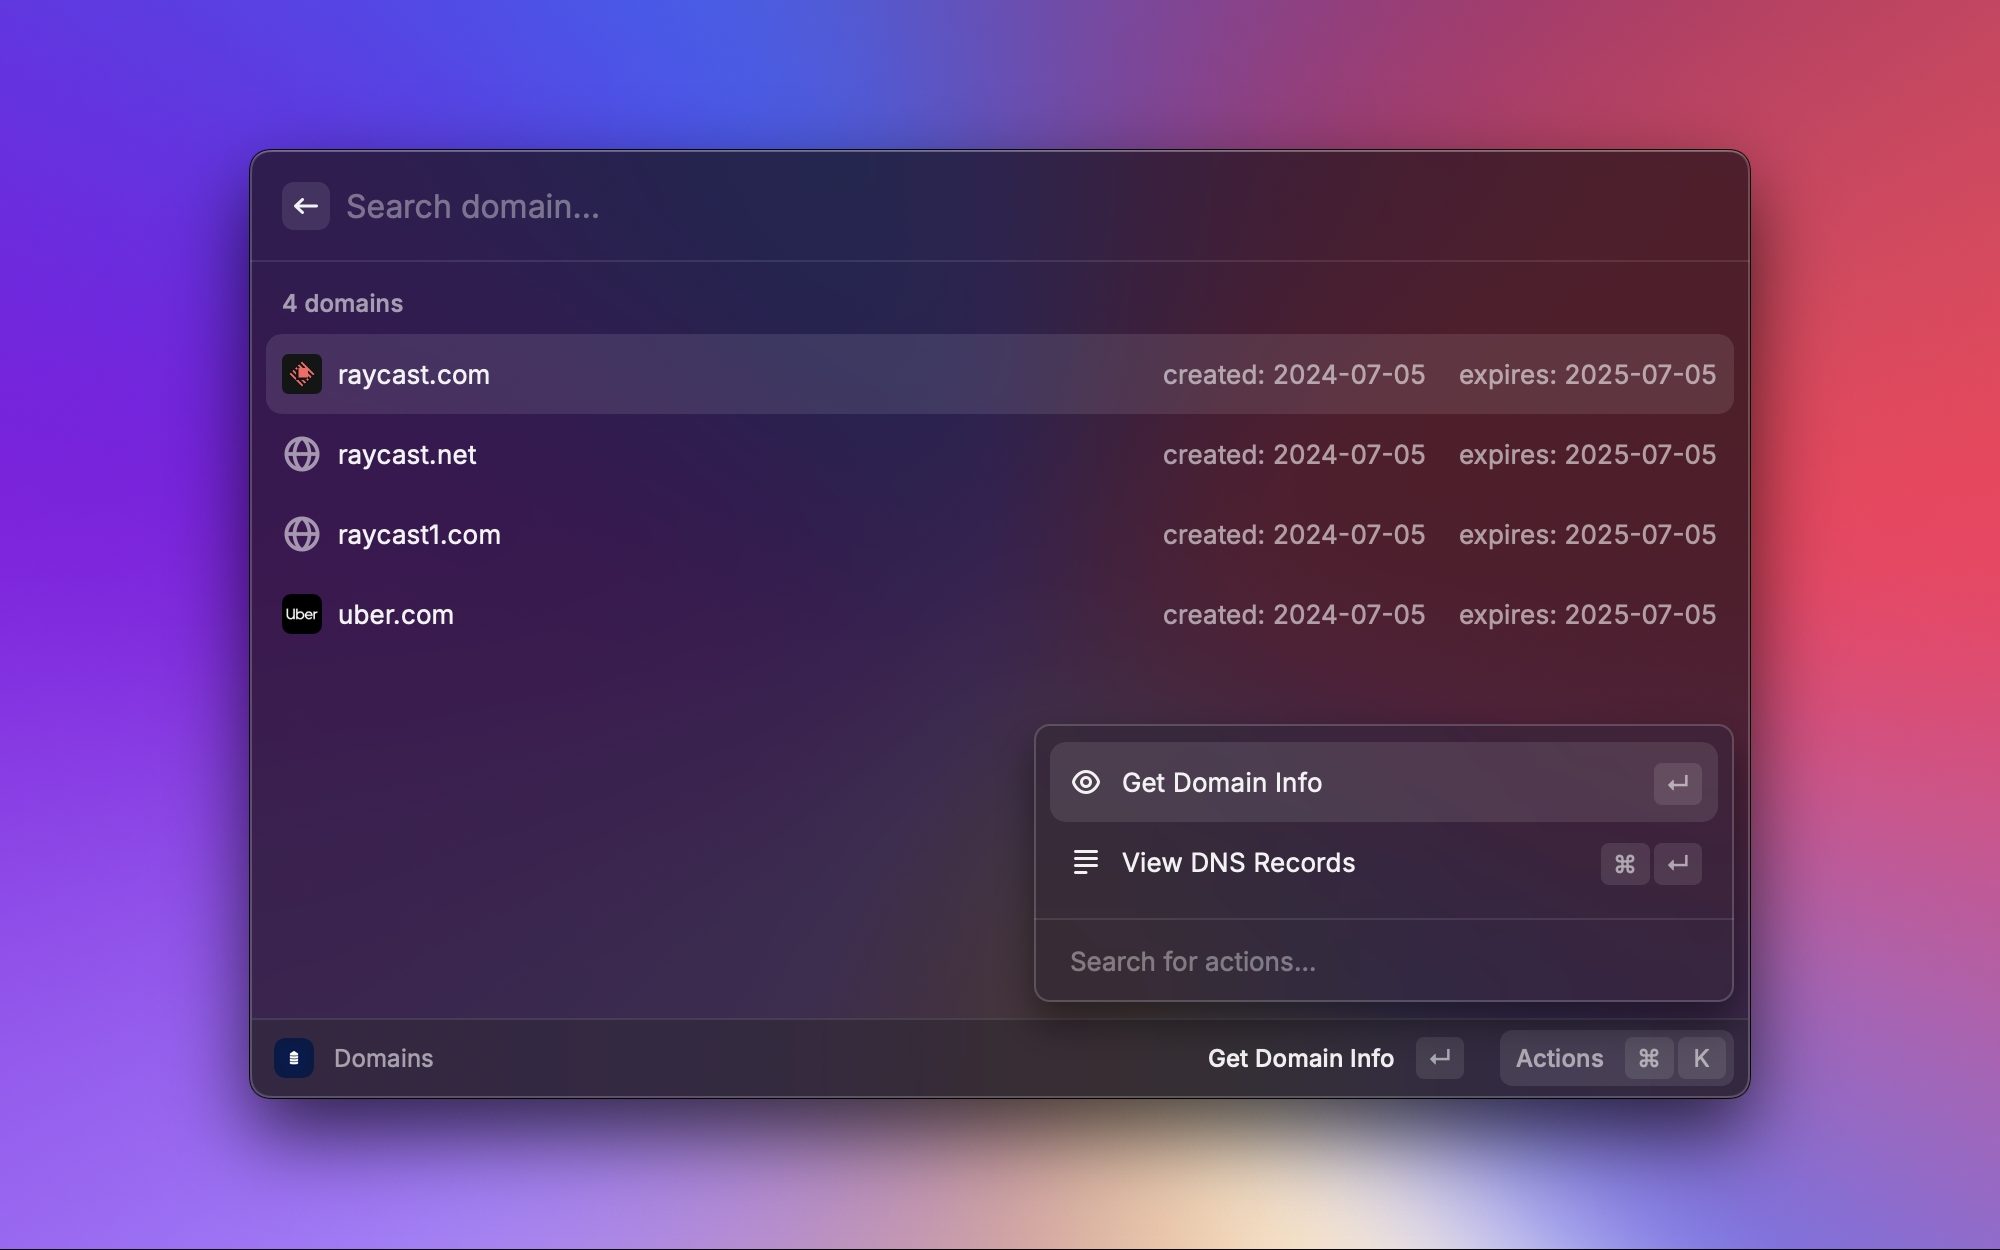 Search domain...
4 domains
raycast.com created: 2024-07-05 expires: 2025-07-05
raycast.net created: 2024-07-05 expires: 2025-07-05
raycast1.com created: 2024-07-05 expires: 2025-07-05
Uber uber.com created: 2024-07-05 expires: 2025-07-05
Get Domain Info ↵
View DNS Records ⌘ ↵
Search for actions...
Domains Get Domain Info ↵ Actions ⌘ K